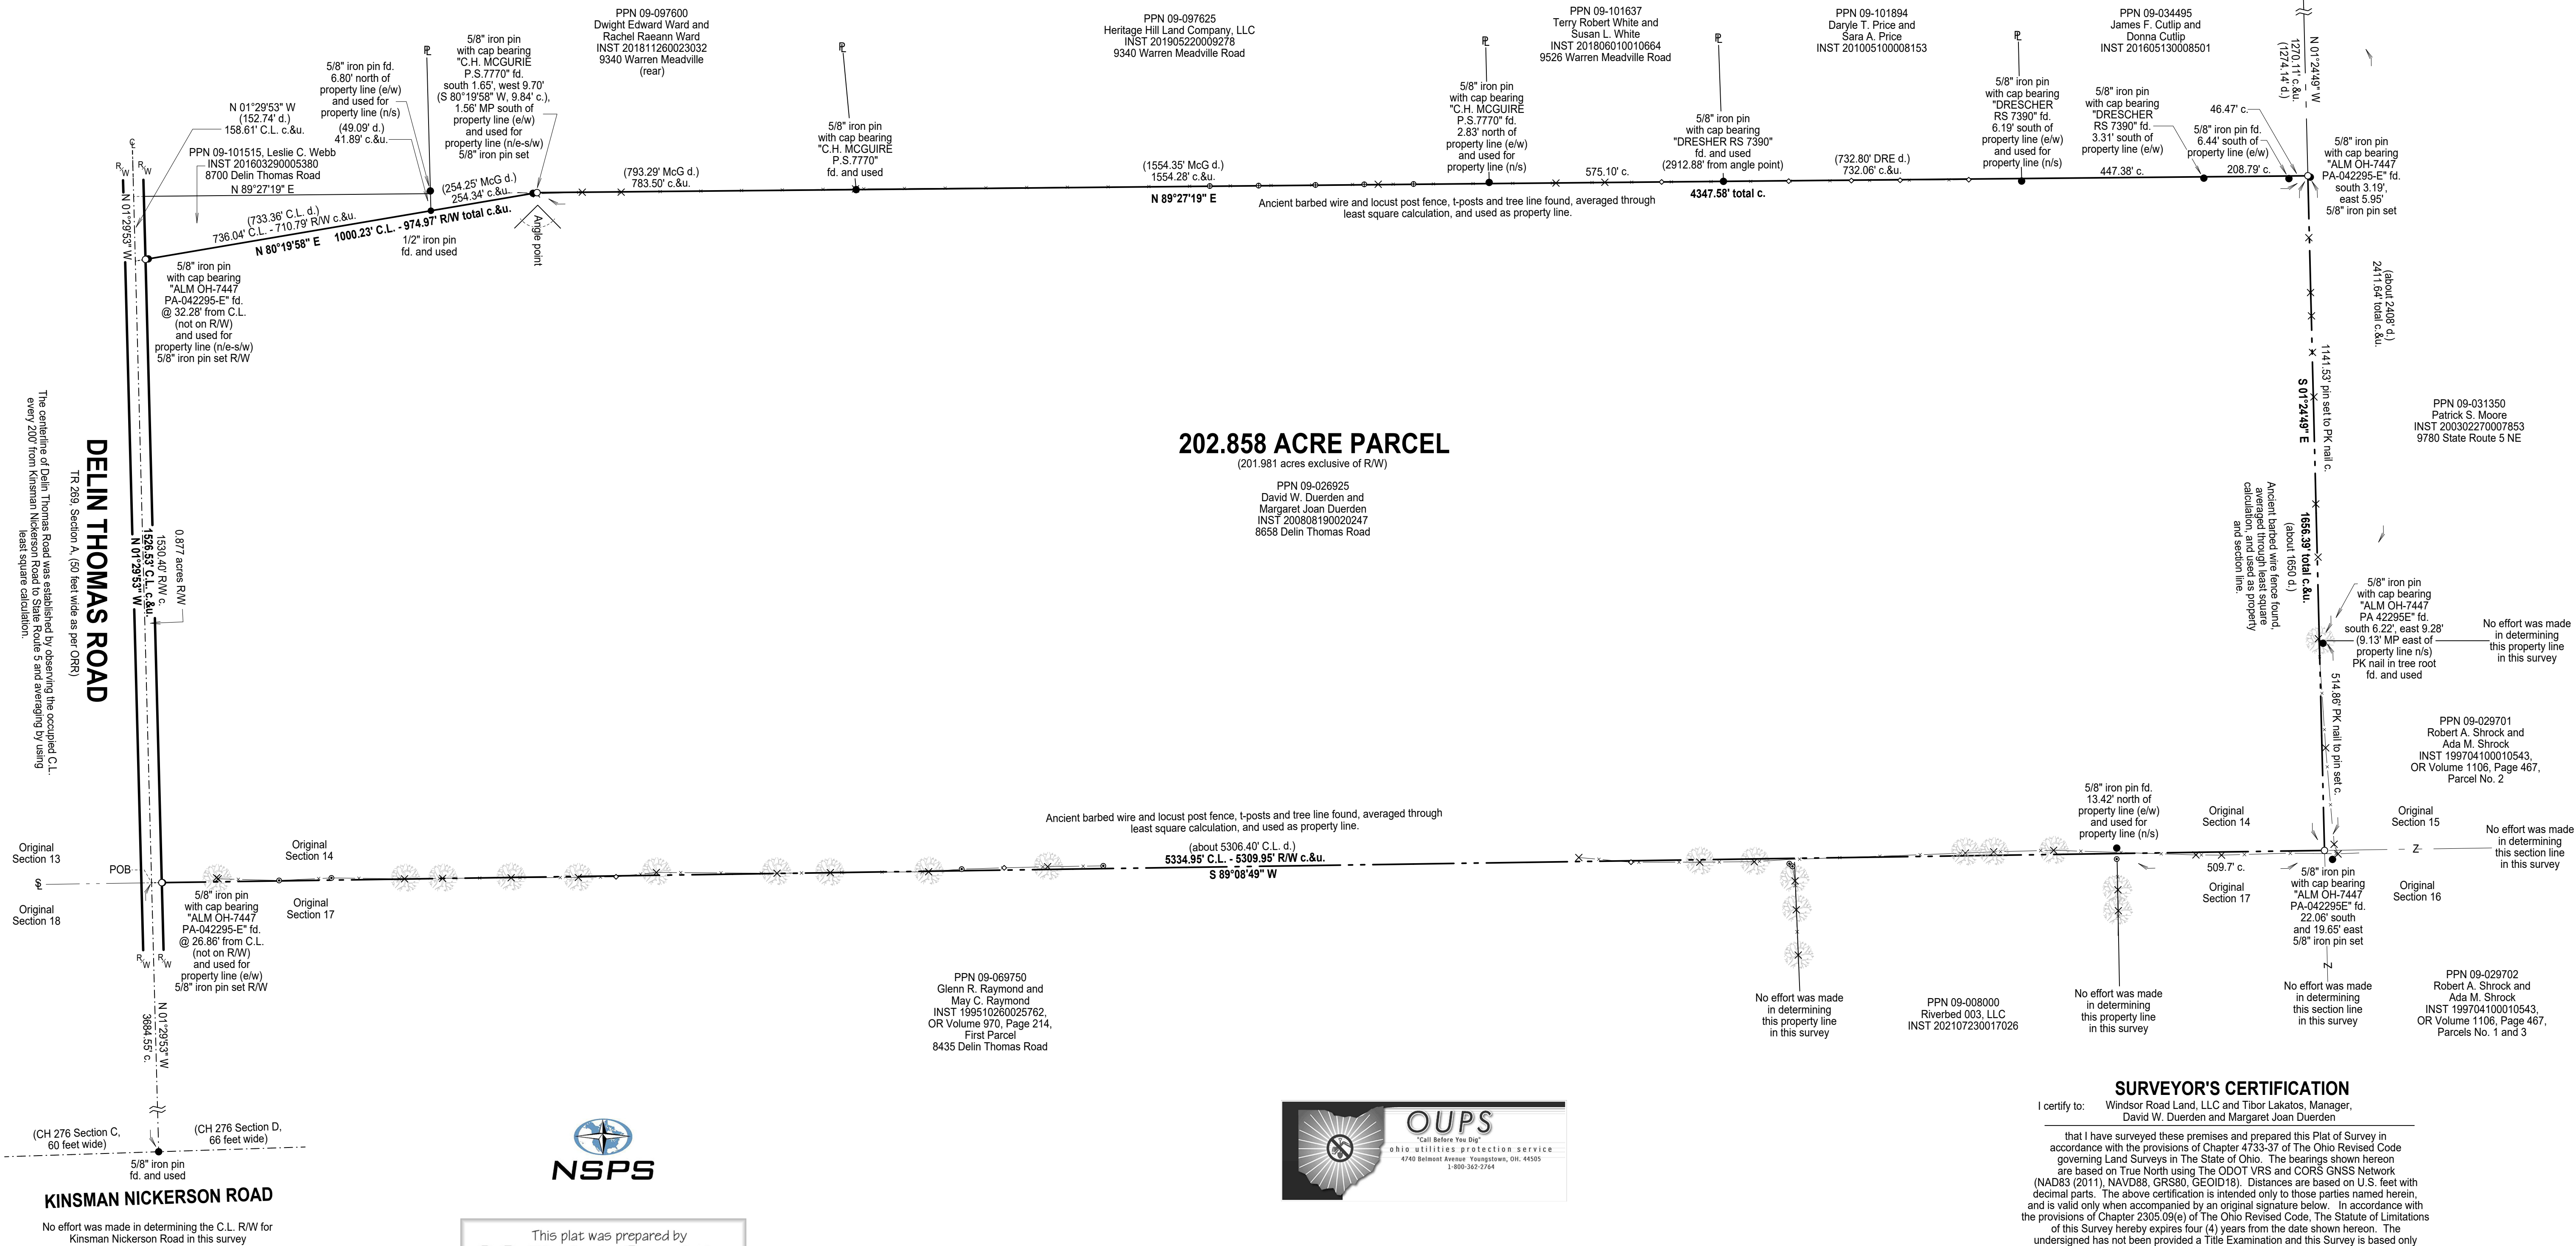 PPN 09-097600
Dwight Edward Ward and
Rachel Raeann Ward
INST 201811260023032
9340 Warren Meadville
(rear)
PPN 09-097625
Heritage Hill Land Company, LLC
INST 201905220009278
9340 Warren Meadville Road
PPN 09-101637
Terry Robert White and
Susan L. White
INST 201806010010664
9526 Warren Meadville Road
PPN 09-101894
Daryle T. Price and
Sara A. Price
INST 201005100008153
PPN 09-034495
James F. Cutlip and
Donna Cutlip
INST 201605130008501
N 01°24'49" W
1270.11' c.&u.
(1274.14' d.)
5/8" iron pin fd.
6.80' north of
property line (e/w)
and used for
property line (n/s)
5/8" iron pin
with cap bearing
"C.H. MCGURIE
P.S.7770" fd.
south 1.65', west 9.70'
(S 80°19'58" W, 9.84' c.),
1.56' MP south of
property line (e/w)
and used for
property line (n/e-s/w)
5/8" iron pin set
N 01°29'53" W
(152.74' d.)
158.61' C.L. c.&u.
(49.09' d.)
41.89' c.&u.
PPN 09-101515, Leslie C. Webb
INST 201603290005380
8700 Delin Thomas Road
N 89°27'19" E
(254.25' McG d.)
254.34' c.&u.
(793.29' McG d.)
783.50' c.&u.
5/8" iron pin
with cap bearing
"C.H. MCGUIRE
P.S.7770"
fd. and used
(1554.35' McG d.)
1554.28' c.&u.
N 89°27'19" E
5/8" iron pin
with cap bearing
"C.H. MCGUIRE
P.S.7770" fd.
2.83' north of
property line (e/w)
and used for
property line (n/s)
575.10' c.
5/8" iron pin
with cap bearing
"DRESHER RS 7390"
fd. and used
(2912.88' from angle point)
4347.58' total c.
(732.80' DRE d.)
732.06' c.&u.
5/8" iron pin
with cap bearing
"DRESCHER
RS 7390" fd.
6.19' south of
property line (e/w)
and used for
property line (n/s)
5/8" iron pin
with cap bearing
"DRESCHER
RS 7390" fd.
3.31' south of
property line (e/w)
447.38' c.
46.47' c.
5/8" iron pin fd.
6.44' south of
property line (e/w)
208.79' c.
5/8" iron pin
with cap bearing
"ALM OH-7447
PA-042295-E" fd.
south 3.19',
east 5.95'
5/8" iron pin set
Ancient barbed wire and locust post fence, t-posts and tree line found, averaged through
least square calculation, and used as property line.
N 01°29'53" W
(733.36' C.L. d.)
736.04' C.L. - 710.79' R/W c.&u.
N 80°19'58" E 1000.23' C.L. - 974.97' R/W total c.&u.
1/2" iron pin
fd. and used
Angle point
5/8" iron pin
with cap bearing
"ALM OH-7447
PA-042295-E" fd.
@ 32.28' from C.L.
(not on R/W)
and used for
property line (n/e-s/w)
5/8" iron pin set R/W
(about 2408' d.)
2411.64' total c.&u.
1141.53' pin set to PK nail c.
S 01°24'49" E
1656.39' total c.&u.
(about 1650 d.)
Ancient barbed wire fence found,
averaged through least square
calculation, and used as property
and section line.
PPN 09-031350
Patrick S. Moore
INST 200302270007853
9780 State Route 5 NE
202.858 ACRE PARCEL
(201.981 acres exclusive of R/W)
PPN 09-026925
David W. Duerden and
Margaret Joan Duerden
INST 200808190020247
8658 Delin Thomas Road
DELIN THOMAS ROAD
TR 269, Section A, (50 feet wide as per ORR)
The centerline of Delin Thomas Road was established by observing the occupied C.L.
every 200' from Kinsman Nickerson Road to State Route 5 and averaging by using
least square calculation.
N 01°29'53" W
1526.53' C.L. c.&u.
1530.40' R/W c.
0.877 acres R/W
5/8" iron pin
with cap bearing
"ALM OH-7447
PA 42295E" fd.
south 6.22', east 9.28'
(9.13' MP east of
property line n/s)
PK nail in tree root
fd. and used
No effort was made
in determining
this property line
in this survey
514.86' PK nail to pin set c.
PPN 09-029701
Robert A. Shrock and
Ada M. Shrock
INST 199704100010543,
OR Volume 1106, Page 467,
Parcel No. 2
Ancient barbed wire and locust post fence, t-posts and tree line found, averaged through
least square calculation, and used as property line.
(about 5306.40' C.L. d.)
5334.95' C.L. - 5309.95' R/W c.&u.
S 89°08'49" W
5/8" iron pin fd.
13.42' north of
property line (e/w)
and used for
property line (n/s)
Original
Section 14
Original
Section 15
No effort was made
in determining
this section line
in this survey
Original
Section 13
POB
Original
Section 14
Original
Section 18
Original
Section 17
5/8" iron pin
with cap bearing
"ALM OH-7447
PA-042295-E" fd.
@ 26.86' from C.L.
(not on R/W)
and used for
property line (e/w)
5/8" iron pin set R/W
509.7' c.
Original
Section 17
Original
Section 16
5/8" iron pin
with cap bearing
"ALM OH-7447
PA-042295E" fd.
22.06' south
and 19.65' east
5/8" iron pin set
PPN 09-069750
Glenn R. Raymond and
May C. Raymond
INST 199510260025762,
OR Volume 970, Page 214,
First Parcel
8435 Delin Thomas Road
No effort was made
in determining
this property line
in this survey
PPN 09-008000
Riverbed 003, LLC
INST 202107230017026
No effort was made
in determining
this property line
in this survey
No effort was made
in determining
this section line
in this survey
PPN 09-029702
Robert A. Shrock and
Ada M. Shrock
INST 199704100010543,
OR Volume 1106, Page 467,
Parcels No. 1 and 3
N 01°29'53" W
3684.55' c.
(CH 276 Section C,
60 feet wide)
(CH 276 Section D,
66 feet wide)
5/8" iron pin
fd. and used
KINSMAN NICKERSON ROAD
No effort was made in determining the C.L. R/W for
Kinsman Nickerson Road in this survey
NSPS
This plat was prepared by
OUPS
"Call Before You Dig"
ohio utilities protection service
4740 Belmont Avenue Youngstown, OH. 44505
1-800-362-2764
SURVEYOR'S CERTIFICATION
I certify to: Windsor Road Land, LLC and Tibor Lakatos, Manager,
David W. Duerden and Margaret Joan Duerden
that I have surveyed these premises and prepared this Plat of Survey in
accordance with the provisions of Chapter 4733-37 of The Ohio Revised Code
governing Land Surveys in The State of Ohio. The bearings shown hereon
are based on True North using The ODOT VRS and CORS GNSS Network
(NAD83 (2011), NAVD88, GRS80, GEOID18). Distances are based on U.S. feet with
decimal parts. The above certification is intended only to those parties named herein,
and is valid only when accompanied by an original signature below. In accordance with
the provisions of Chapter 2305.09(e) of The Ohio Revised Code, The Statute of Limitations
of this Survey hereby expires four (4) years from the date shown hereon. The
undersigned has not been provided a Title Examination and this Survey is based only